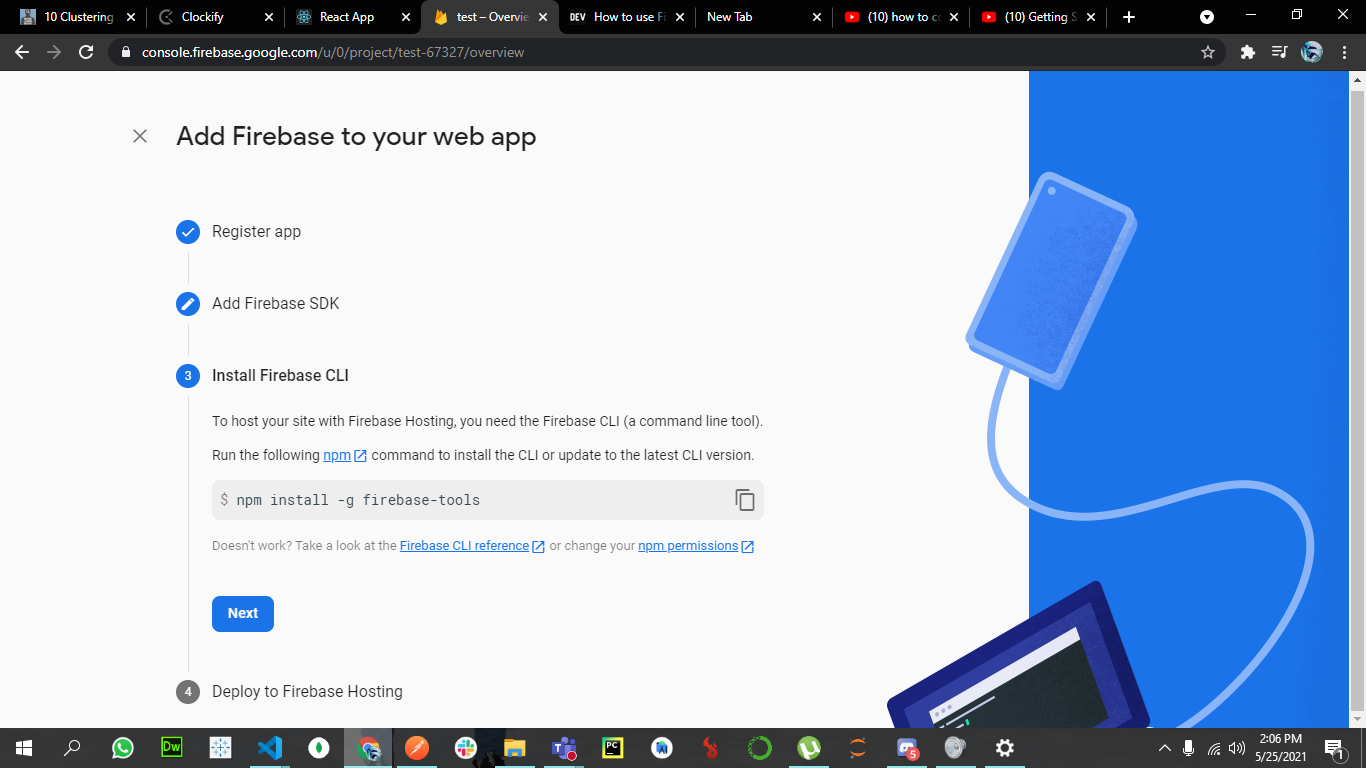 10 Clustering
Clockify
React App
test – Overvie
DEV How to use Fi
New Tab
(10) how to co
(10) Getting S
console.firebase.google.com/u/0/project/test-67327/overview
Add Firebase to your web app
Register app
Add Firebase SDK
3 Install Firebase CLI
To host your site with Firebase Hosting, you need the Firebase CLI (a command line tool).
Run the following npm command to install the CLI or update to the latest CLI version.
$ npm install -g firebase-tools
Doesn't work? Take a look at the Firebase CLI reference or change your npm permissions
Next
4 Deploy to Firebase Hosting
Dw
PC
5
2:06 PM
5/25/2021
1